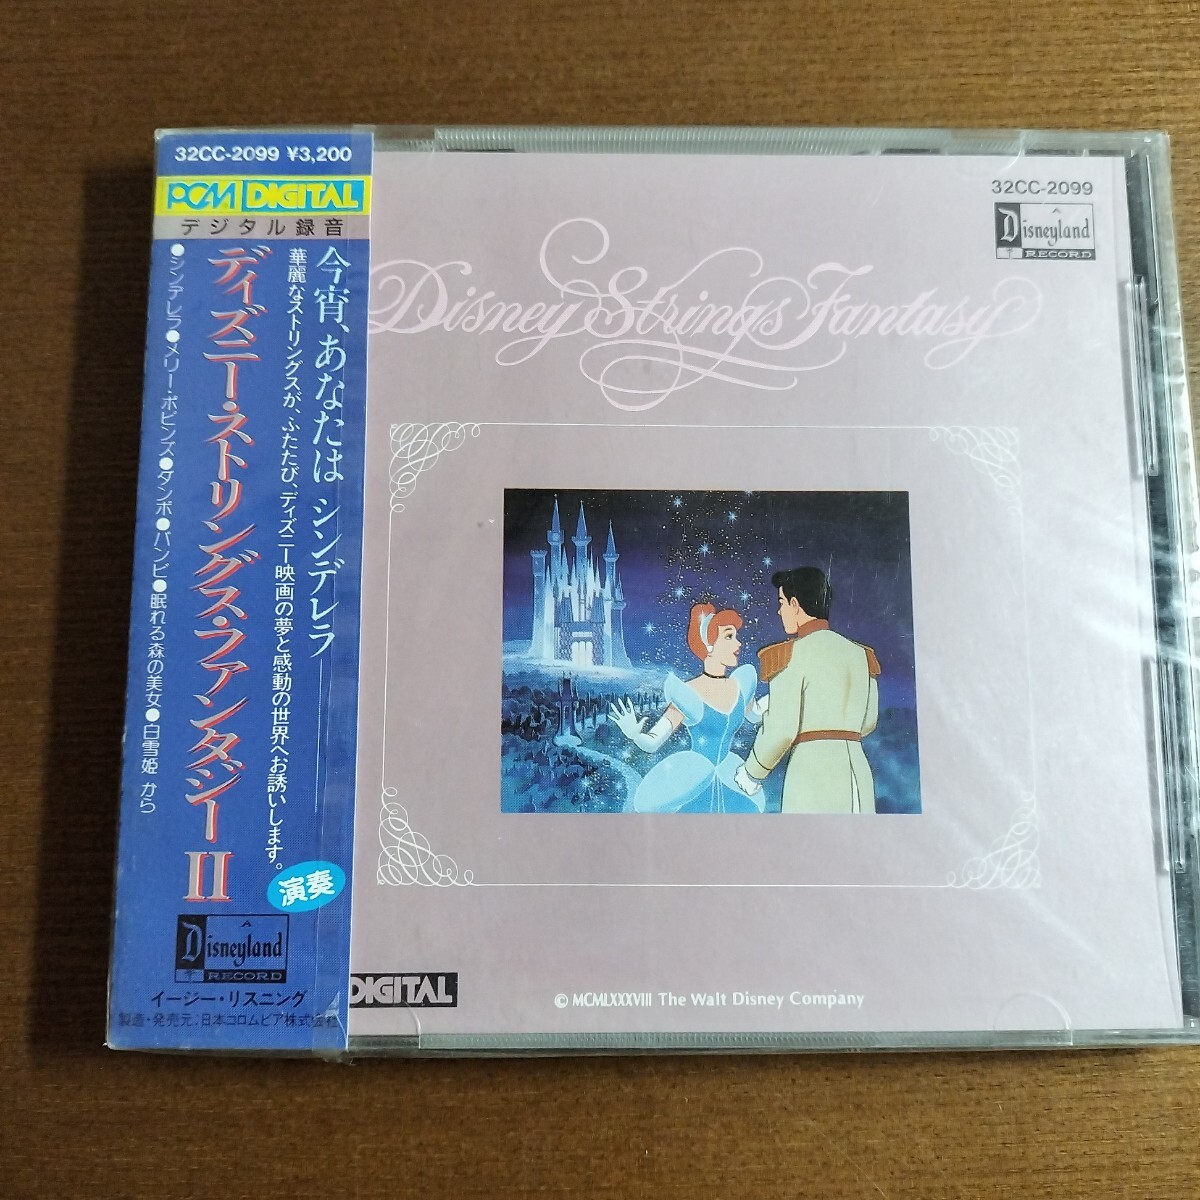 32CC-2099 ¥3,200
PCM DIGITAL
デジタル録音
今宵、あなたは シンデレラ
華麗なストリングスが、ふたたび、ディズニー映画の夢と感動の世界へお誘いします。
演奏
ディズニー・ストリングス・ファンタジー II
●シンデレラ●メリー・ポピンズ●ダンボ●バンビ●眠れる森の美女●白雪姫 から
A
Disneyland
RECORD
イージー・リスニング
製造・発売元:日本コロムビア株式会社
32CC-2099
A
Disneyland
RECORD
Disney Strings Fantasy
DIGITAL
© MCMLXXXVIII The Walt Disney Company